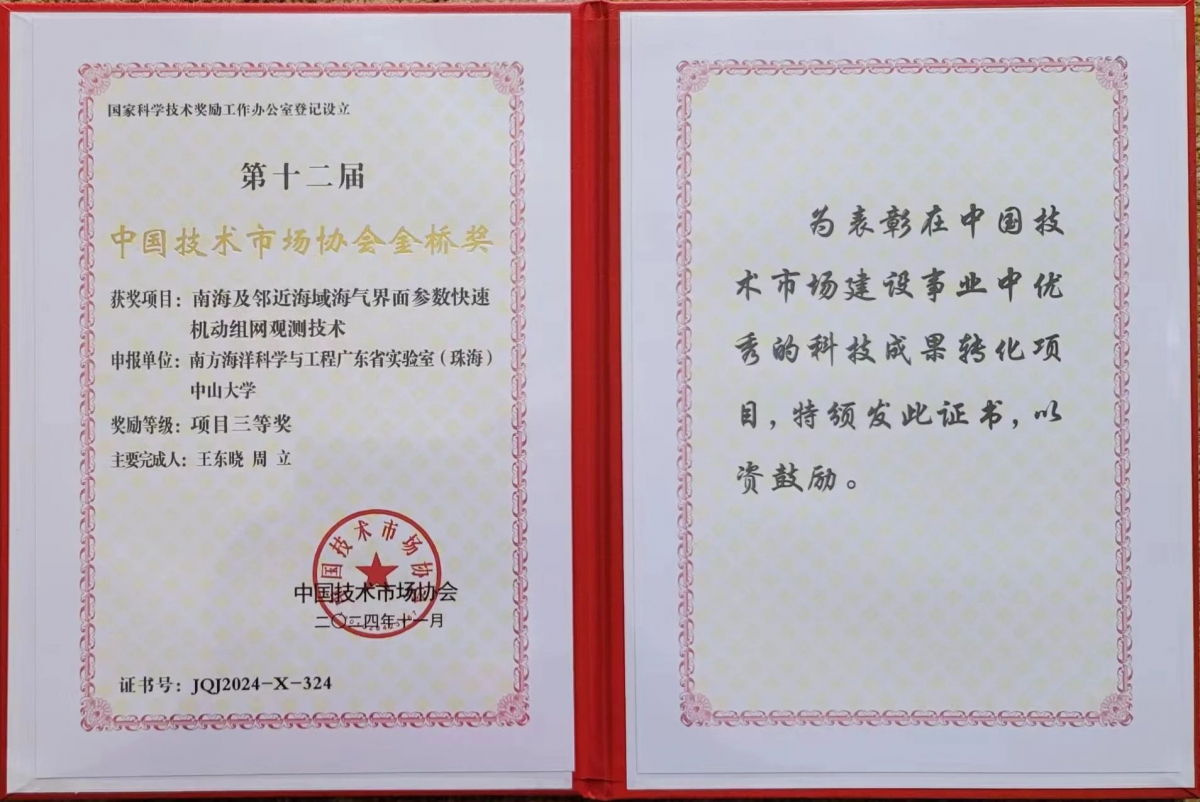 国家科学技术奖励工作办公室登记设立
第十二届
中国技术市场协会金桥奖
获奖项目：南海及邻近海域海气界面参数快速
机动组网观测技术
申报单位：南方海洋科学与工程广东省实验室（珠海）
中山大学
奖励等级：项目三等奖
主要完成人：王东晓 周 立
国技术市场协
中国技术市场协会
二〇二四年十一月
证书号：JQJ2024-X-324
为表彰在中国技
术市场建设事业中优
秀的科技成果转化项
目，特颁发此证书，以
资鼓励。